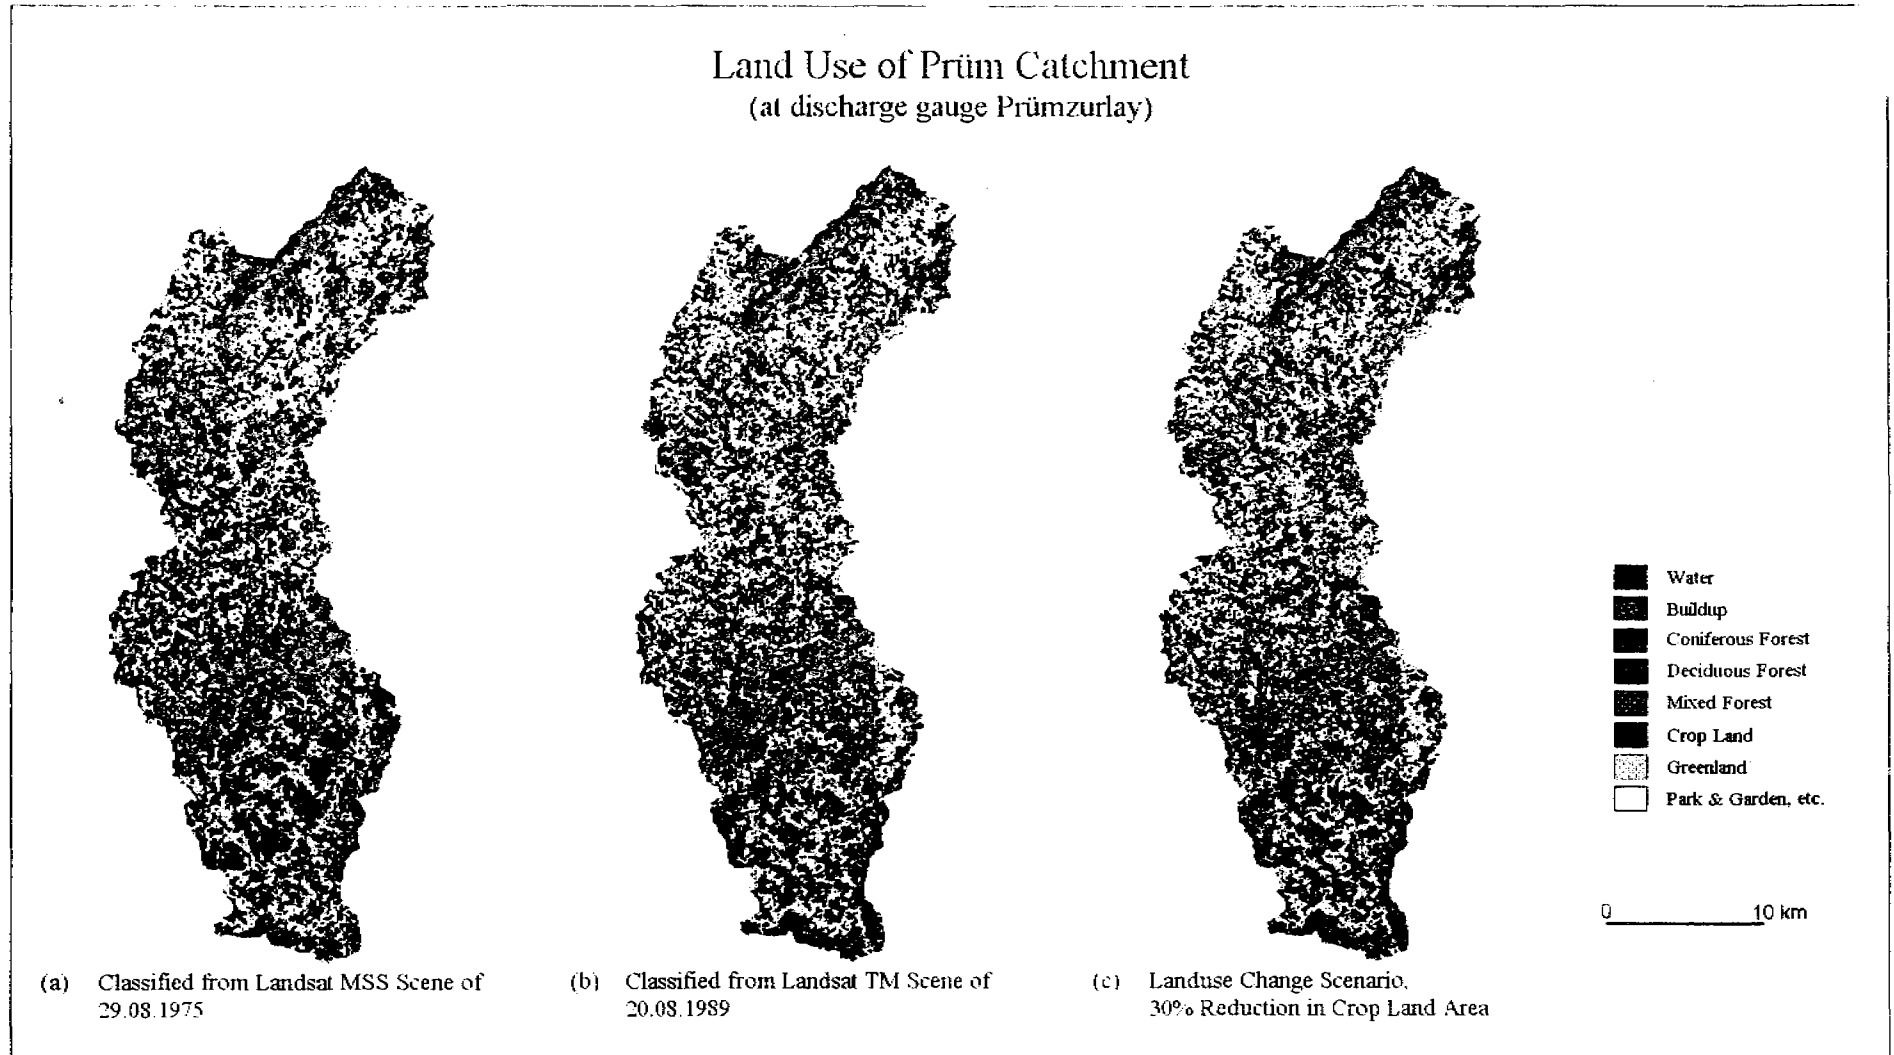 Land Use of Prüm Catchment
(at discharge gauge Prümzurlay)
Water
Buildup
Coniferous Forest
Deciduous Forest
Mixed Forest
Crop Land
Greenland
Park & Garden, etc.
0 10 km
(a) Classified from Landsat MSS Scene of
29.08.1975
(b) Classified from Landsat TM Scene of
20.08.1989
(c) Landuse Change Scenario,
30% Reduction in Crop Land Area